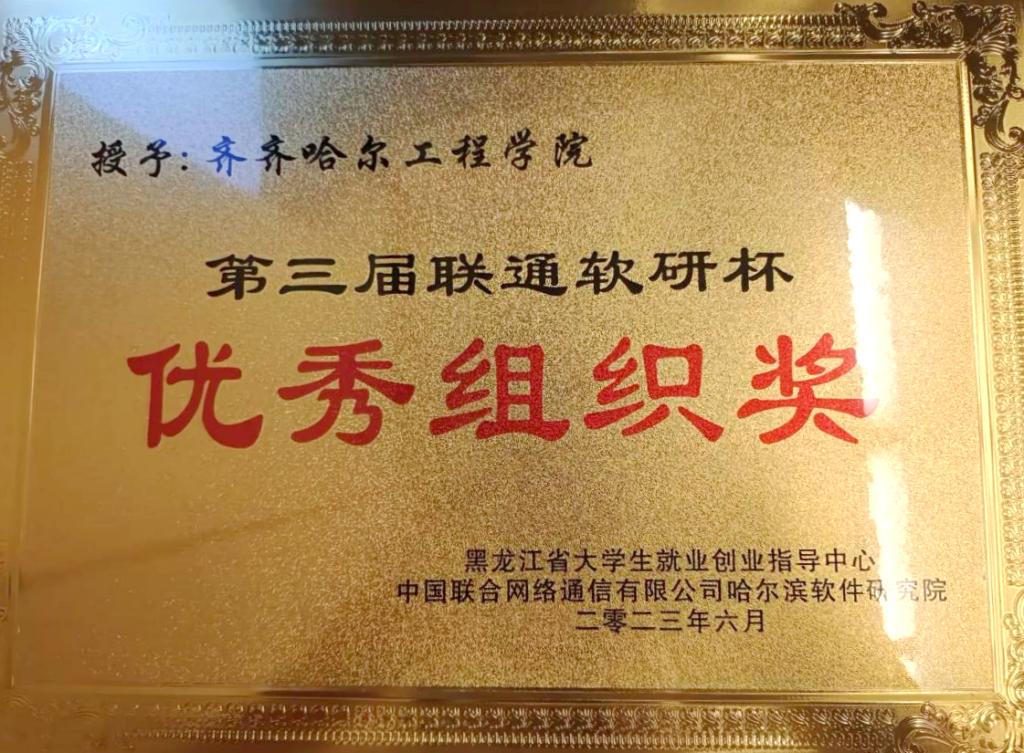 授予:齐齐哈尔工程学院
第三届联通软研杯
优秀组织奖
黑龙江省大学生就业创业指导中心
中国联合网络通信有限公司哈尔滨软件研究院
二零二三年六月